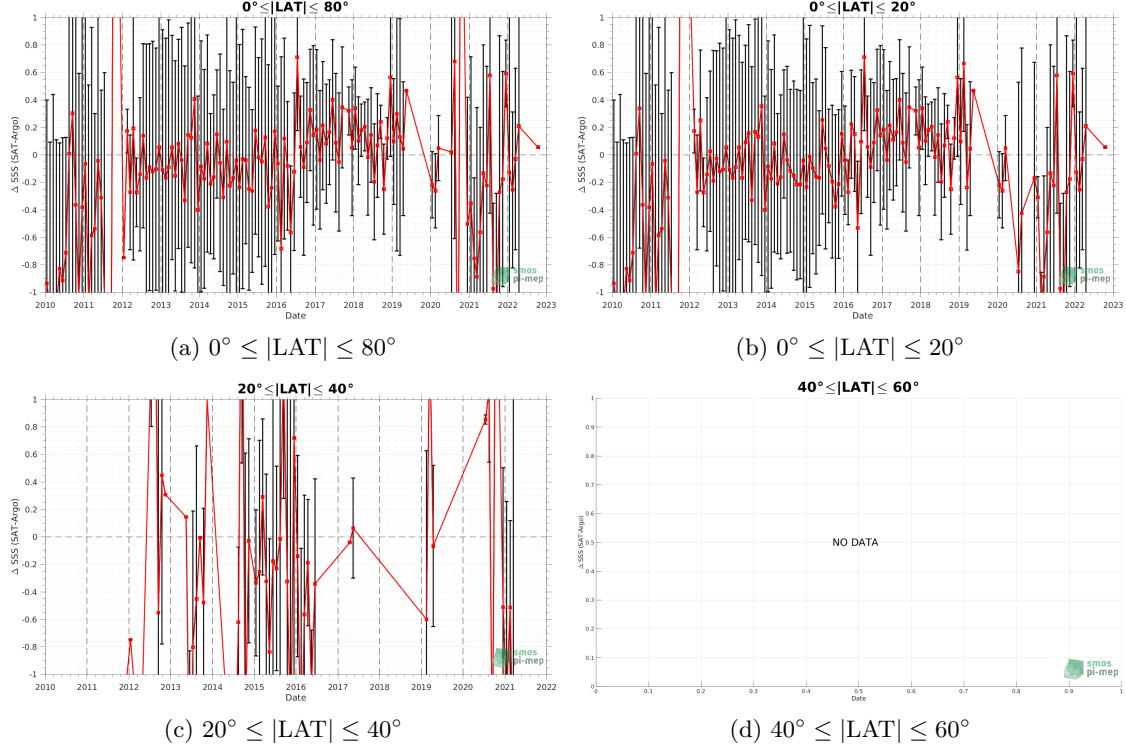 0°≤|LAT|≤ 80°
Δ SSS (SAT-Argo)
1
0.8
0.6
0.4
0.2
0
-0.2
-0.4
-0.6
-0.8
-1
2010 2011 2012 2013 2014 2015 2016 2017 2018 2019 2020 2021 2022 2023
Date
smos
pi-mep
(a) 0° ≤ |LAT| ≤ 80°
0°≤|LAT|≤ 20°
Δ SSS (SAT-Argo)
1
0.8
0.6
0.4
0.2
0
-0.2
-0.4
-0.6
-0.8
-1
2010 2011 2012 2013 2014 2015 2016 2017 2018 2019 2020 2021 2022 2023
Date
smos
pi-mep
(b) 0° ≤ |LAT| ≤ 20°
20°≤|LAT|≤ 40°
Δ SSS (SAT-Argo)
1
0.8
0.6
0.4
0.2
0
-0.2
-0.4
-0.6
-0.8
-1
2010 2011 2012 2013 2014 2015 2016 2017 2018 2019 2020 2021 2022
Date
smos
pi-mep
(c) 20° ≤ |LAT| ≤ 40°
40°≤|LAT|≤ 60°
Δ SSS (SAT-Argo)
1
0.9
0.8
0.7
0.6
0.5
0.4
0.3
0.2
0.1
0
NO DATA
0 0.1 0.2 0.3 0.4 0.5 0.6 0.7 0.8 0.9 1
Date
smos
pi-mep
(d) 40° ≤ |LAT| ≤ 60°